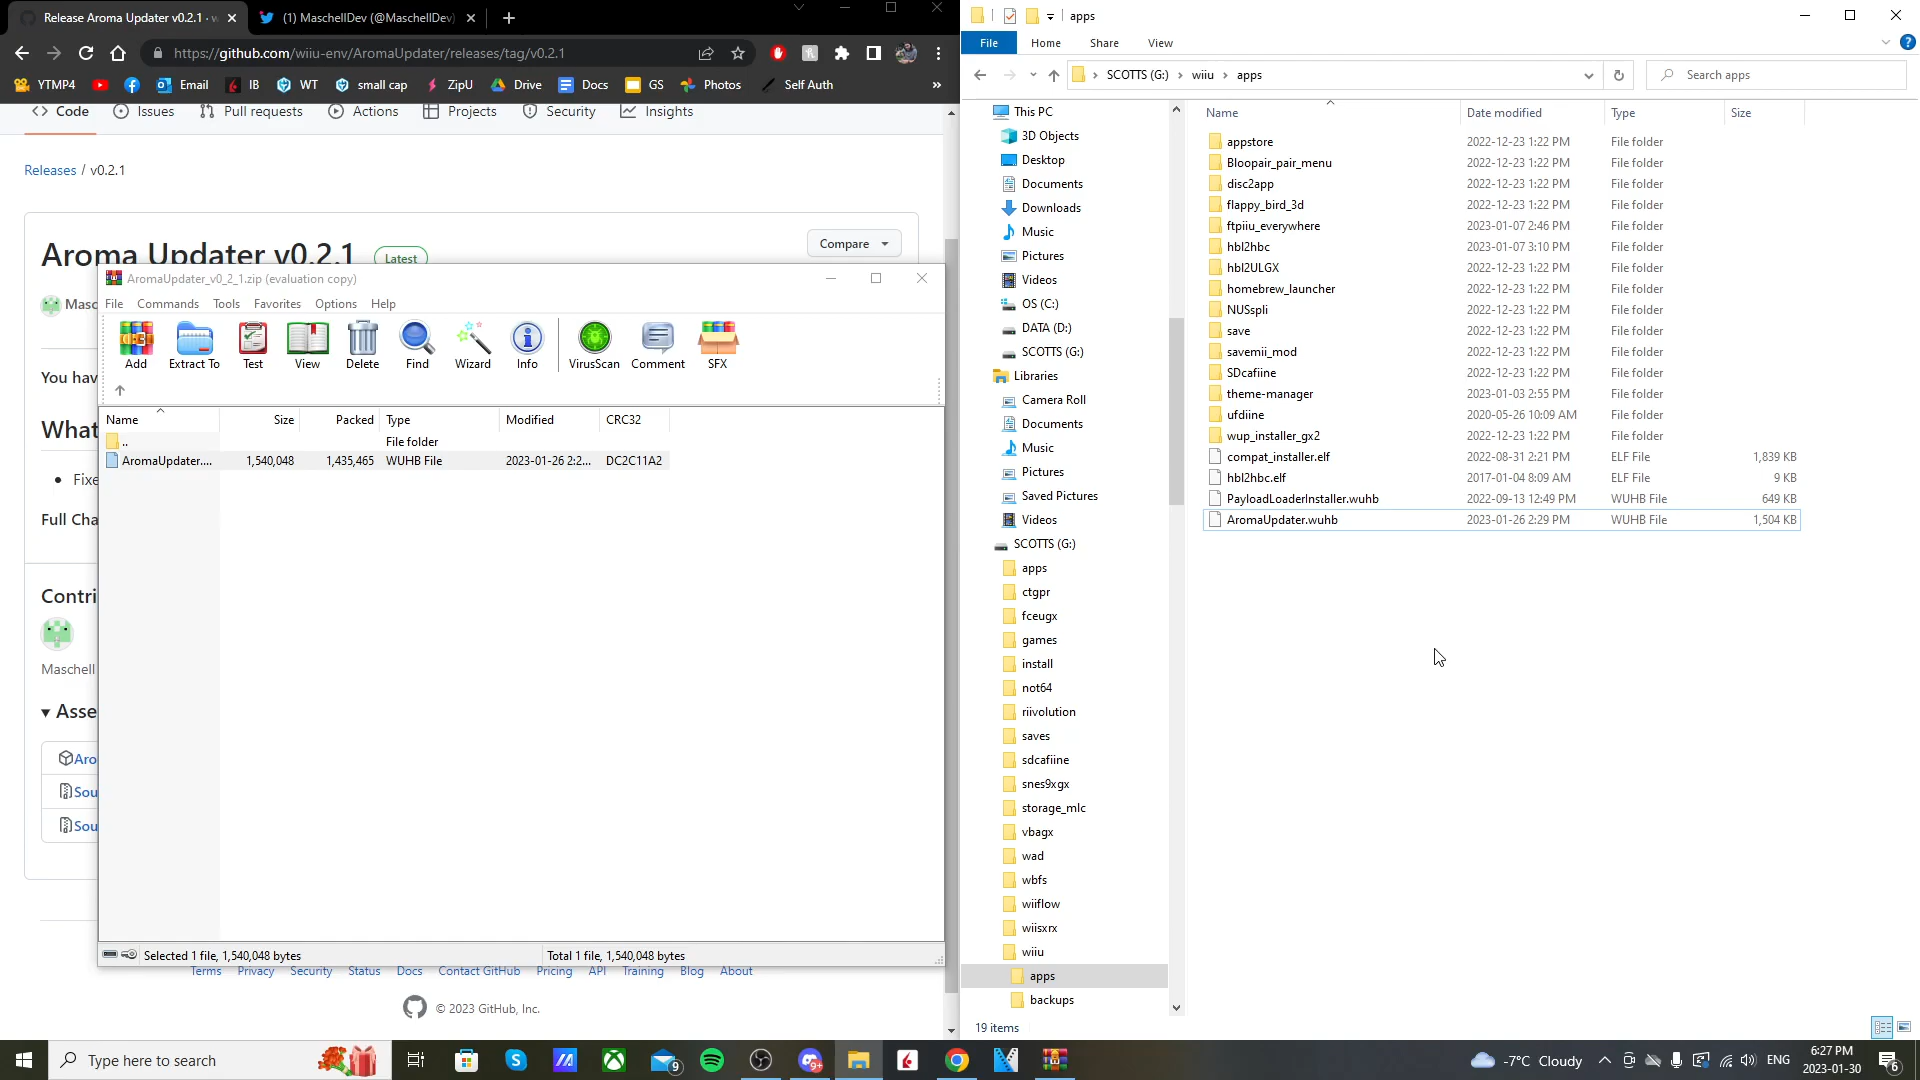 Release Aroma Updater v0.2.1 · w
(1) MaschellDev (@MaschellDev)
https://github.com/wiiu-env/AromaUpdater/releases/tag/v0.2.1
YTMP4
Email
IB
WT
small cap
ZipU
Drive
Docs
GS
Photos
Self Auth
»
Code
Issues
Pull requests
Actions
Projects
Security
Insights
Releases / v0.2.1
Aroma Updater v0.2.1
Latest
Compare
Masc
You hav
What
Fixe
Full Cha
Contri
Maschell
Asse
Aro
Sou
Sou
AromaUpdater_v0_2_1.zip (evaluation copy)
File Commands Tools Favorites Options Help
Add
Extract To
Test
View
Delete
Find
Wizard
Info
VirusScan
Comment
SFX
Name Size Packed Type Modified CRC32
.. File folder
AromaUpdater.... 1,540,048 1,435,465 WUHB File 2023-01-26 2:2... DC2C11A2
Selected 1 file, 1,540,048 bytes
Total 1 file, 1,540,048 bytes
Terms Privacy Security Status Docs Contact GitHub Pricing API Training Blog About
© 2023 GitHub, Inc.
apps
File Home Share View
SCOTTS (G:) › wiiu › apps
Search apps
This PC
3D Objects
Desktop
Documents
Downloads
Music
Pictures
Videos
OS (C:)
DATA (D:)
SCOTTS (G:)
Libraries
Camera Roll
Documents
Music
Pictures
Saved Pictures
Videos
SCOTTS (G:)
apps
ctgpr
fceugx
games
install
not64
riivolution
saves
sdcafiine
snes9xgx
storage_mlc
vbagx
wad
wbfs
wiiflow
wiisxrx
wiiu
apps
backups
Name Date modified Type Size
appstore 2022-12-23 1:22 PM File folder
Bloopair_pair_menu 2022-12-23 1:22 PM File folder
disc2app 2022-12-23 1:22 PM File folder
flappy_bird_3d 2022-12-23 1:22 PM File folder
ftpiiu_everywhere 2023-01-07 2:46 PM File folder
hbl2hbc 2023-01-07 3:10 PM File folder
hbl2ULGX 2022-12-23 1:22 PM File folder
homebrew_launcher 2022-12-23 1:22 PM File folder
NUSspli 2022-12-23 1:22 PM File folder
save 2022-12-23 1:22 PM File folder
savemii_mod 2022-12-23 1:22 PM File folder
SDcafiine 2022-12-23 1:22 PM File folder
theme-manager 2023-01-03 2:55 PM File folder
ufdiine 2020-05-26 10:09 AM File folder
wup_installer_gx2 2022-12-23 1:22 PM File folder
compat_installer.elf 2022-08-31 2:21 PM ELF File 1,839 KB
hbl2hbc.elf 2017-01-04 8:09 AM ELF File 9 KB
PayloadLoaderInstaller.wuhb 2022-09-13 12:49 PM WUHB File 649 KB
AromaUpdater.wuhb 2023-01-26 2:29 PM WUHB File 1,504 KB
19 items
Type here to search
9
9+
-7°C Cloudy
ENG
6:27 PM
2023-01-30
6